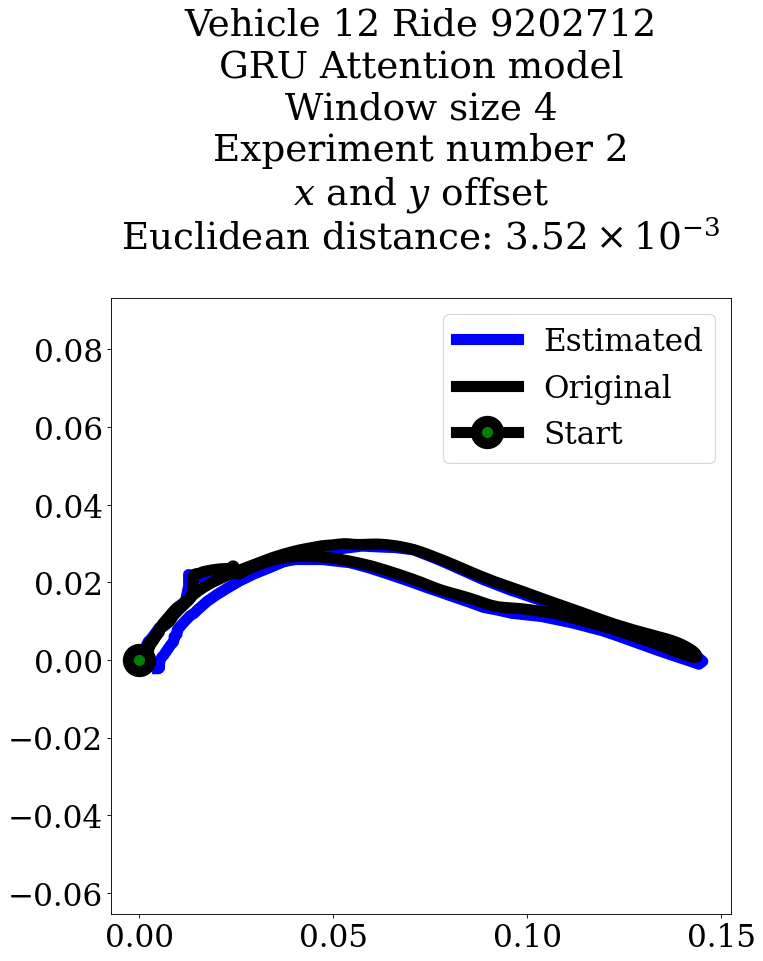 Vehicle 12 Ride 9202712
GRU Attention model
Window size 4
Experiment number 2
x and y offset
Euclidean distance: 3.52 × 10⁻³
Estimated
Original
Start
0.08
0.06
0.04
0.02
0.00
−0.02
−0.04
−0.06
0.00 0.05 0.10 0.15